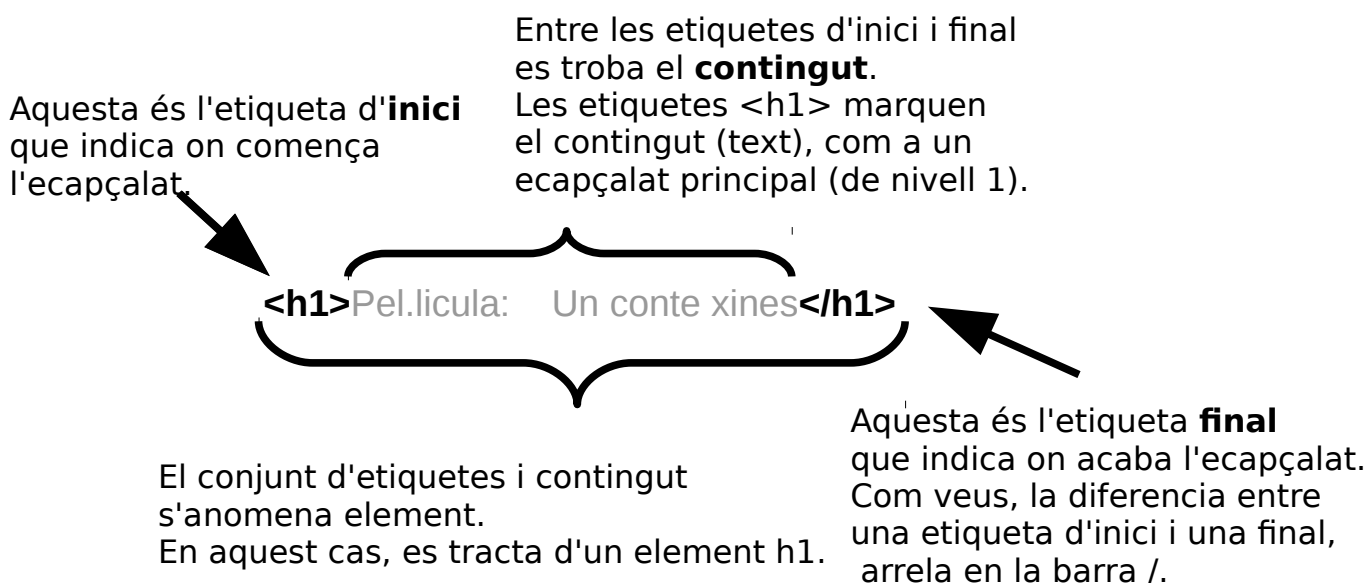 Entre les etiquetes d'inici i final
es troba el contingut.
Les etiquetes <h1> marquen
el contingut (text), com a un
ecapçalat principal (de nivell 1).
Aquesta és l'etiqueta d'inici
que indica on comença
l'ecapçalat.
<h1>Pel.licula: Un conte xines</h1>
Aquesta és l'etiqueta final
que indica on acaba l'ecapçalat.
Com veus, la diferencia entre
una etiqueta d'inici i una final,
arrela en la barra /.
El conjunt d'etiquetes i contingut
s'anomena element.
En aquest cas, es tracta d'un element h1.